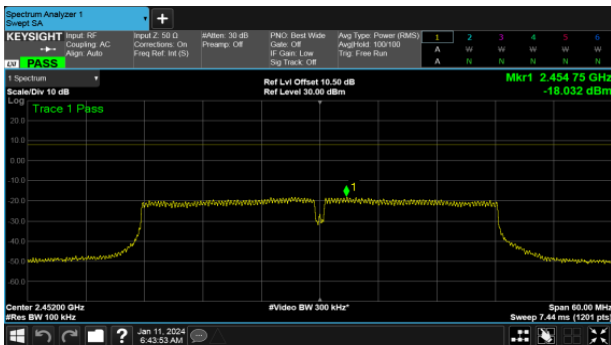 Spectrum Analyzer 1
Swept SA
+
KEYSIGHT Input: RF Input Z: 50 Ω #Atten: 30 dB PNO: Best Wide Avg Type: Power (RMS) 1 2 3 4 5 6
Coupling: AC Corrections: On Preamp: Off Gate: Off Avg|Hold: 100/100 A W W W W W
Align: Auto Freq Ref: Int (S) IF Gain: Low Trig: Free Run
LXI PASS Sig Track: Off A N N N N N
1 Spectrum Ref Lvl Offset 10.50 dB Mkr1 2.454 75 GHz
Scale/Div 10 dB Ref Level 30.00 dBm -18.032 dBm
Log Trace 1 Pass
20.0
10.0
0.00
-10.0
1
-20.0
-30.0
-40.0
-50.0
-60.0
Center 2.45200 GHz #Video BW 300 kHz* Span 60.00 MHz
#Res BW 100 kHz Sweep 7.44 ms (1201 pts)
? Jan 11, 2024
6:43:53 AM